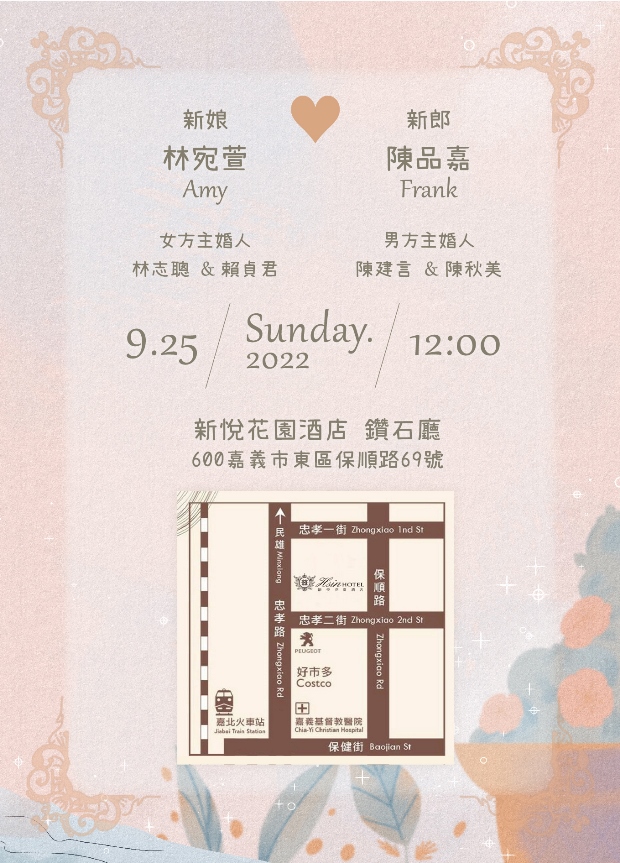 新娘
林宛萱
Amy
新郎
陳品嘉
Frank
女方主婚人
林志聰 & 賴貞君
男方主婚人
陳建言 & 陳秋美
9.25
Sunday.
2022
12:00
新悅花園酒店 鑽石廳
600嘉義市東區保順路69號
民雄 Minxiong
忠孝路 Zhongxiao Rd
忠孝一街 Zhongxiao 1nd St
Hsin HOTEL
保順路
忠孝二街 Zhongxiao 2nd St
Zhongxiao Rd
PEUGEOT
好市多
Costco
嘉北火車站
Jiabei Train Station
嘉義基督教醫院
Chia-Yi Christian Hospital
保健街 Baojian St